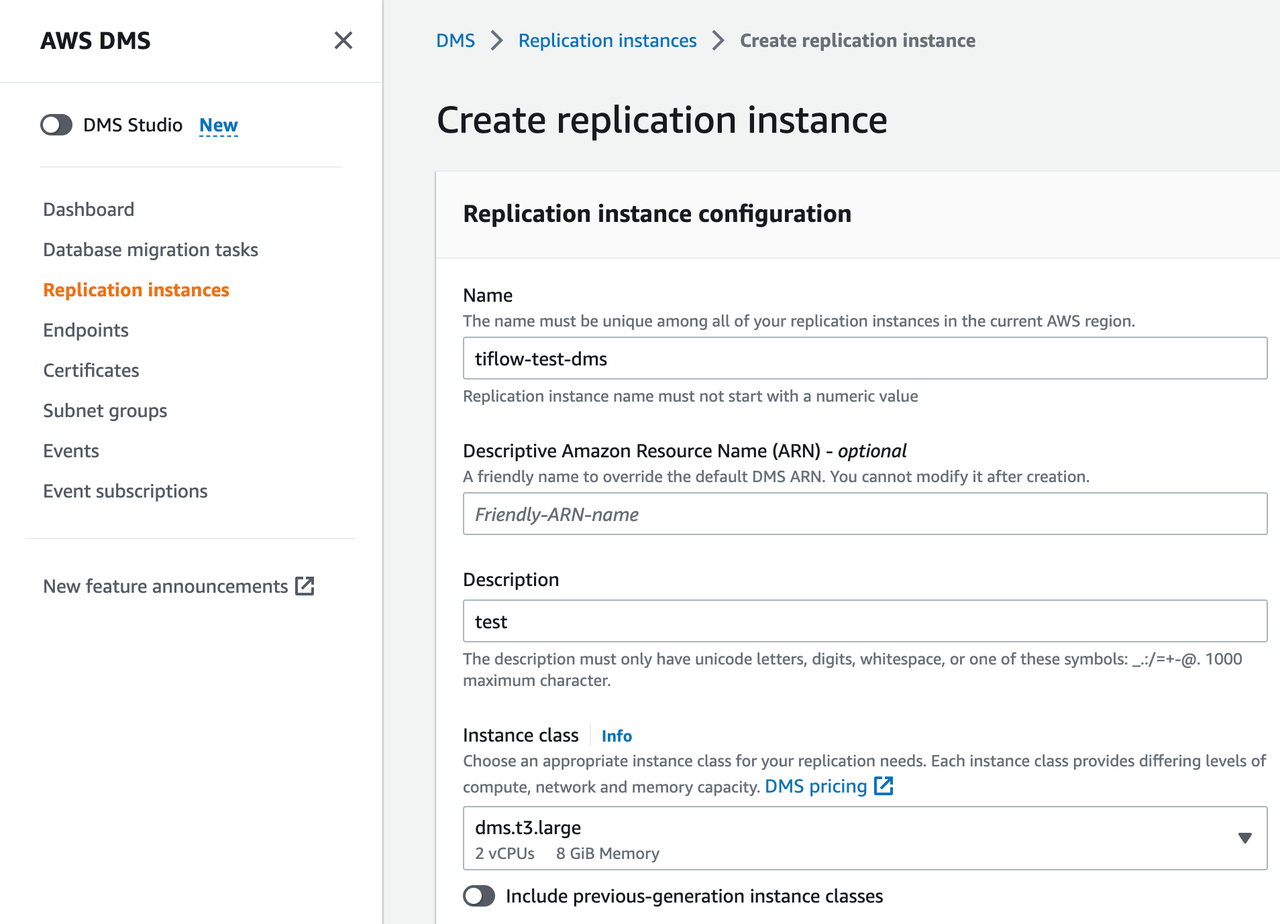 AWS DMS
DMS Studio New
Dashboard
Database migration tasks
Replication instances
Endpoints
Certificates
Subnet groups
Events
Event subscriptions
New feature announcements
DMS > Replication instances > Create replication instance
Create replication instance
Replication instance configuration
Name
The name must be unique among all of your replication instances in the current AWS region.
tiflow-test-dms
Replication instance name must not start with a numeric value
Descriptive Amazon Resource Name (ARN) - optional
A friendly name to override the default DMS ARN. You cannot modify it after creation.
Friendly-ARN-name
Description
test
The description must only have unicode letters, digits, whitespace, or one of these symbols: _.:/=+-@. 1000
maximum character.
Instance class Info
Choose an appropriate instance class for your replication needs. Each instance class provides differing levels of
compute, network and memory capacity. DMS pricing
dms.t3.large
2 vCPUs 8 GiB Memory
Include previous-generation instance classes